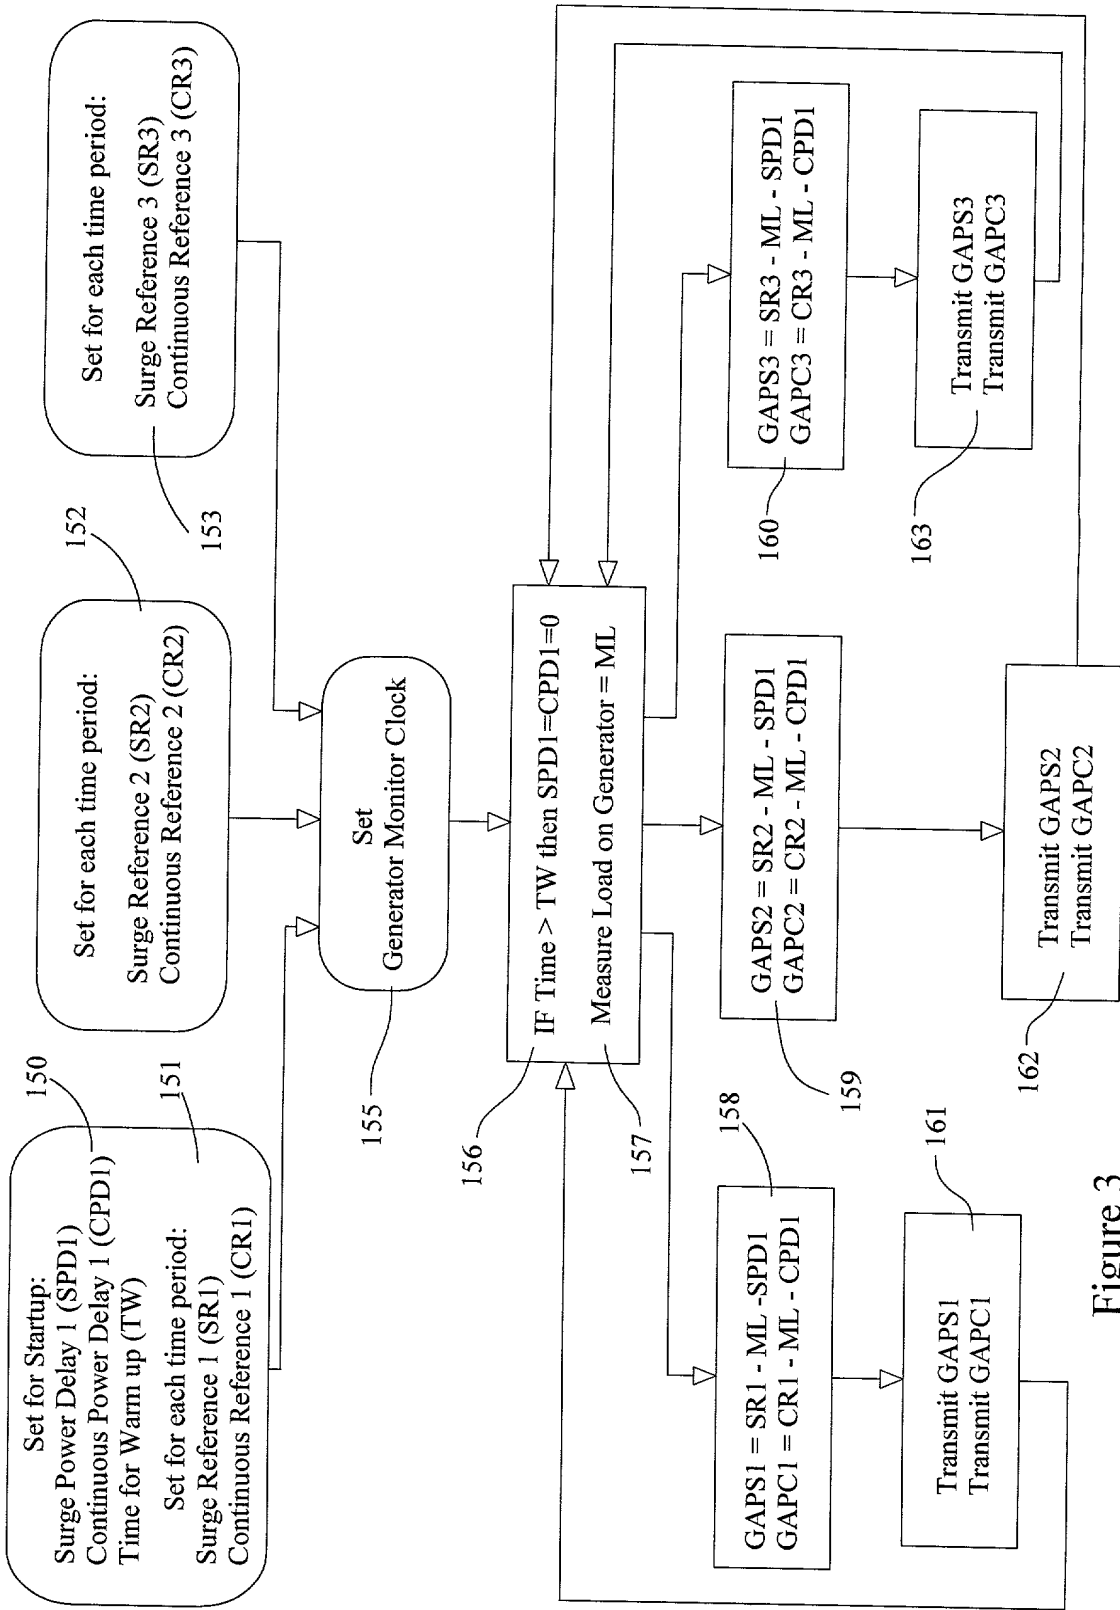 Set for Startup:
Surge Power Delay 1 (SPD1)
Continuous Power Delay 1 (CPD1)
Time for Warm up (TW)
Set for each time period:
Surge Reference 1 (SR1)
Continuous Reference 1 (CR1)
150
151
Set for each time period:
Surge Reference 2 (SR2)
Continuous Reference 2 (CR2)
152
Set for each time period:
Surge Reference 3 (SR3)
Continuous Reference 3 (CR3)
153
Set
Generator Monitor Clock
155
IF Time > TW then SPD1=CPD1=0
Measure Load on Generator = ML
156
157
GAPS1 = SR1 - ML -SPD1
GAPC1 = CR1 - ML - CPD1
158
GAPS2 = SR2 - ML - SPD1
GAPC2 = CR2 - ML - CPD1
159
GAPS3 = SR3 - ML - SPD1
GAPC3 = CR3 - ML - CPD1
160
Transmit GAPS1
Transmit GAPC1
161
Transmit GAPS2
Transmit GAPC2
162
Transmit GAPS3
Transmit GAPC3
163
Figure 3